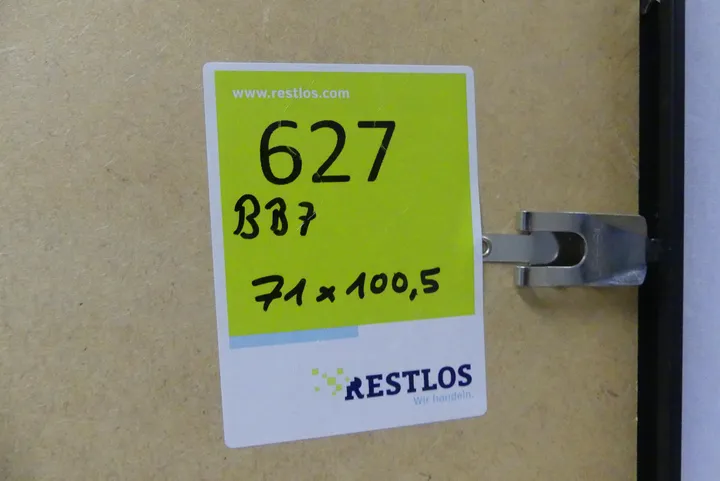 www.restlos.com
627
BB7
71 x 100,5
RESTLOS
Wir handeln.